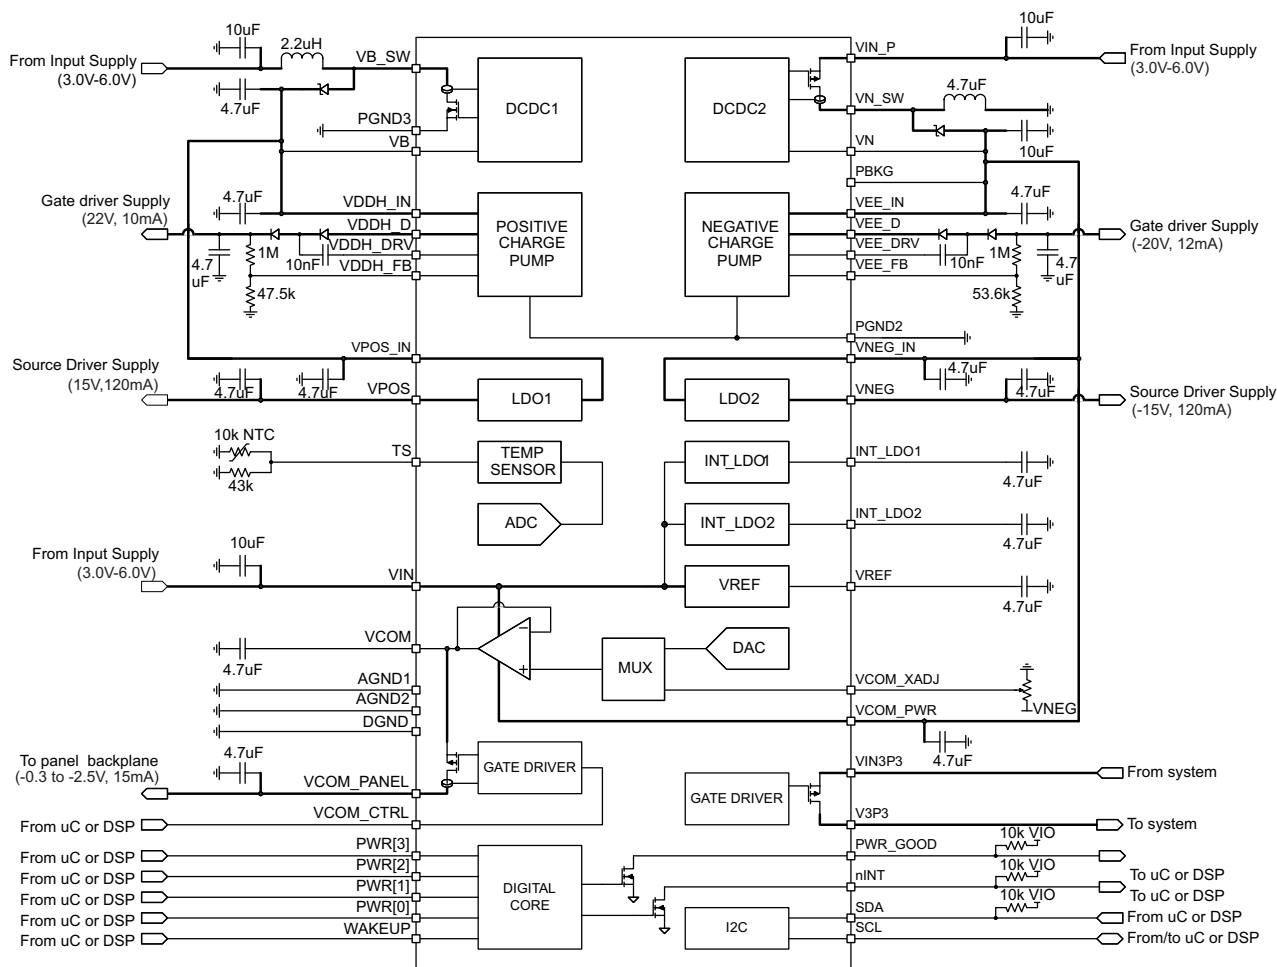 10uF
2.2uH
From Input Supply
(3.0V-6.0V)
VB_SW
4.7uF
PGND3
VB
DCDC1
DCDC2
VIN_P
10uF
From Input Supply
(3.0V-6.0V)
4.7uF
VN_SW
VN
10uF
PBKG
Gate driver Supply
(22V, 10mA)
4.7uF
VDDH_IN
VDDH_D
VDDH_DRV
VDDH_FB
4.7
uF
1M
10nF
47.5k
POSITIVE
CHARGE
PUMP
NEGATIVE
CHARGE
PUMP
VEE_IN
VEE_D
VEE_DRV
VEE_FB
4.7uF
10nF
1M
4.7
uF
53.6k
Gate driver Supply
(-20V, 12mA)
PGND2
VNEG_IN
VPOS_IN
Source Driver Supply
(15V,120mA)
4.7uF
4.7uF
VPOS
LDO1
LDO2
VNEG
4.7uF
4.7uF
Source Driver Supply
(-15V, 120mA)
10k NTC
43k
TS
TEMP
SENSOR
ADC
INT_LDO1
INT_LDO1
4.7uF
INT_LDO2
INT_LDO2
4.7uF
From Input Supply
(3.0V-6.0V)
10uF
VIN
VREF
VREF
4.7uF
VCOM
4.7uF
−
+
MUX
DAC
AGND1
AGND2
DGND
VCOM_XADJ
VNEG
VCOM_PWR
4.7uF
To panel backplane
(-0.3 to -2.5V, 15mA)
4.7uF
VCOM_PANEL
GATE DRIVER
GATE DRIVER
VIN3P3
From system
V3P3
To system
From uC or DSP
VCOM_CTRL
From uC or DSP
PWR[3]
From uC or DSP
PWR[2]
From uC or DSP
PWR[1]
From uC or DSP
PWR[0]
From uC or DSP
WAKEUP
DIGITAL
CORE
I2C
PWR_GOOD
10k VIO
nINT
10k VIO
To uC or DSP
To uC or DSP
SDA
10k VIO
From uC or DSP
SCL
From/to uC or DSP